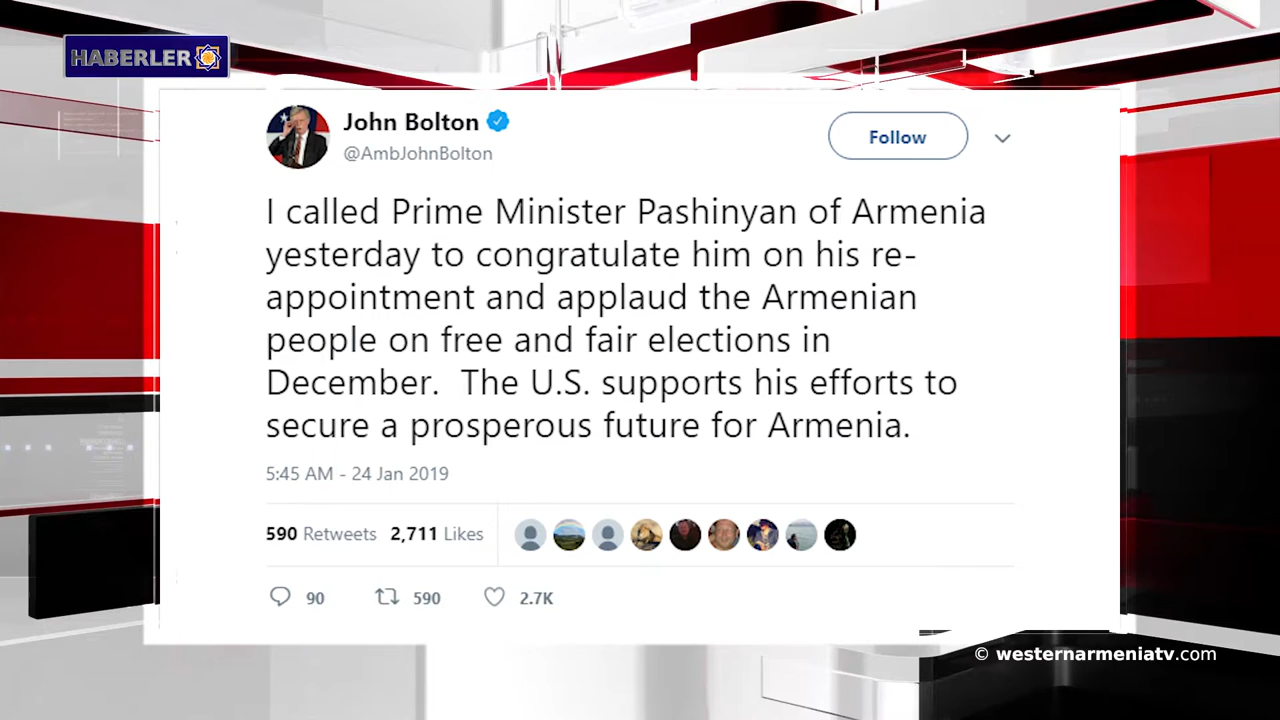 HABERLER
John Bolton
@AmbJohnBolton
Follow
I called Prime Minister Pashinyan of Armenia
yesterday to congratulate him on his re-
appointment and applaud the Armenian
people on free and fair elections in
December.  The U.S. supports his efforts to
secure a prosperous future for Armenia.
5:45 AM - 24 Jan 2019
590 Retweets 2,711 Likes
90 590 2.7K
© westernarmeniatv.com